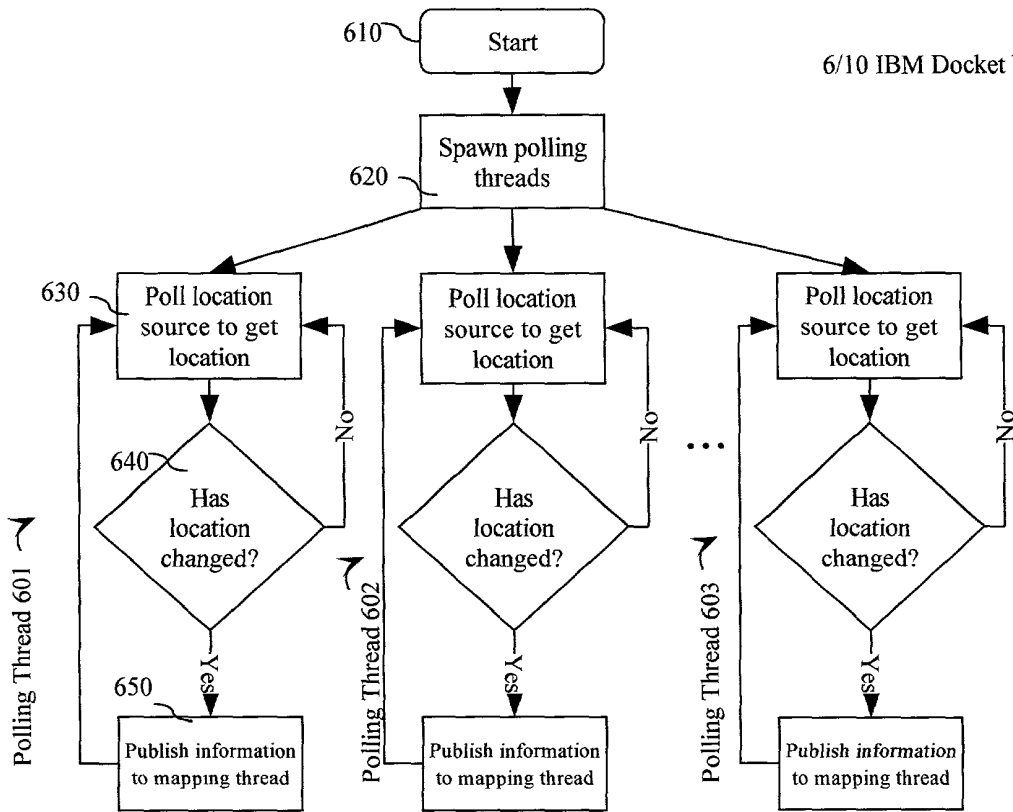 610
Start
6/10 IBM Docket
Spawn polling
threads
620
630
Poll location
source to get
location
Poll location
source to get
location
Poll location
source to get
location
No
No
No
640
Has
location
changed?
Has
location
changed?
Has
location
changed?
...
Polling Thread 601
Polling Thread 602
Polling Thread 603
Yes
Yes
Yes
650
Publish information
to mapping thread
Publish information
to mapping thread
Publish information
to mapping thread